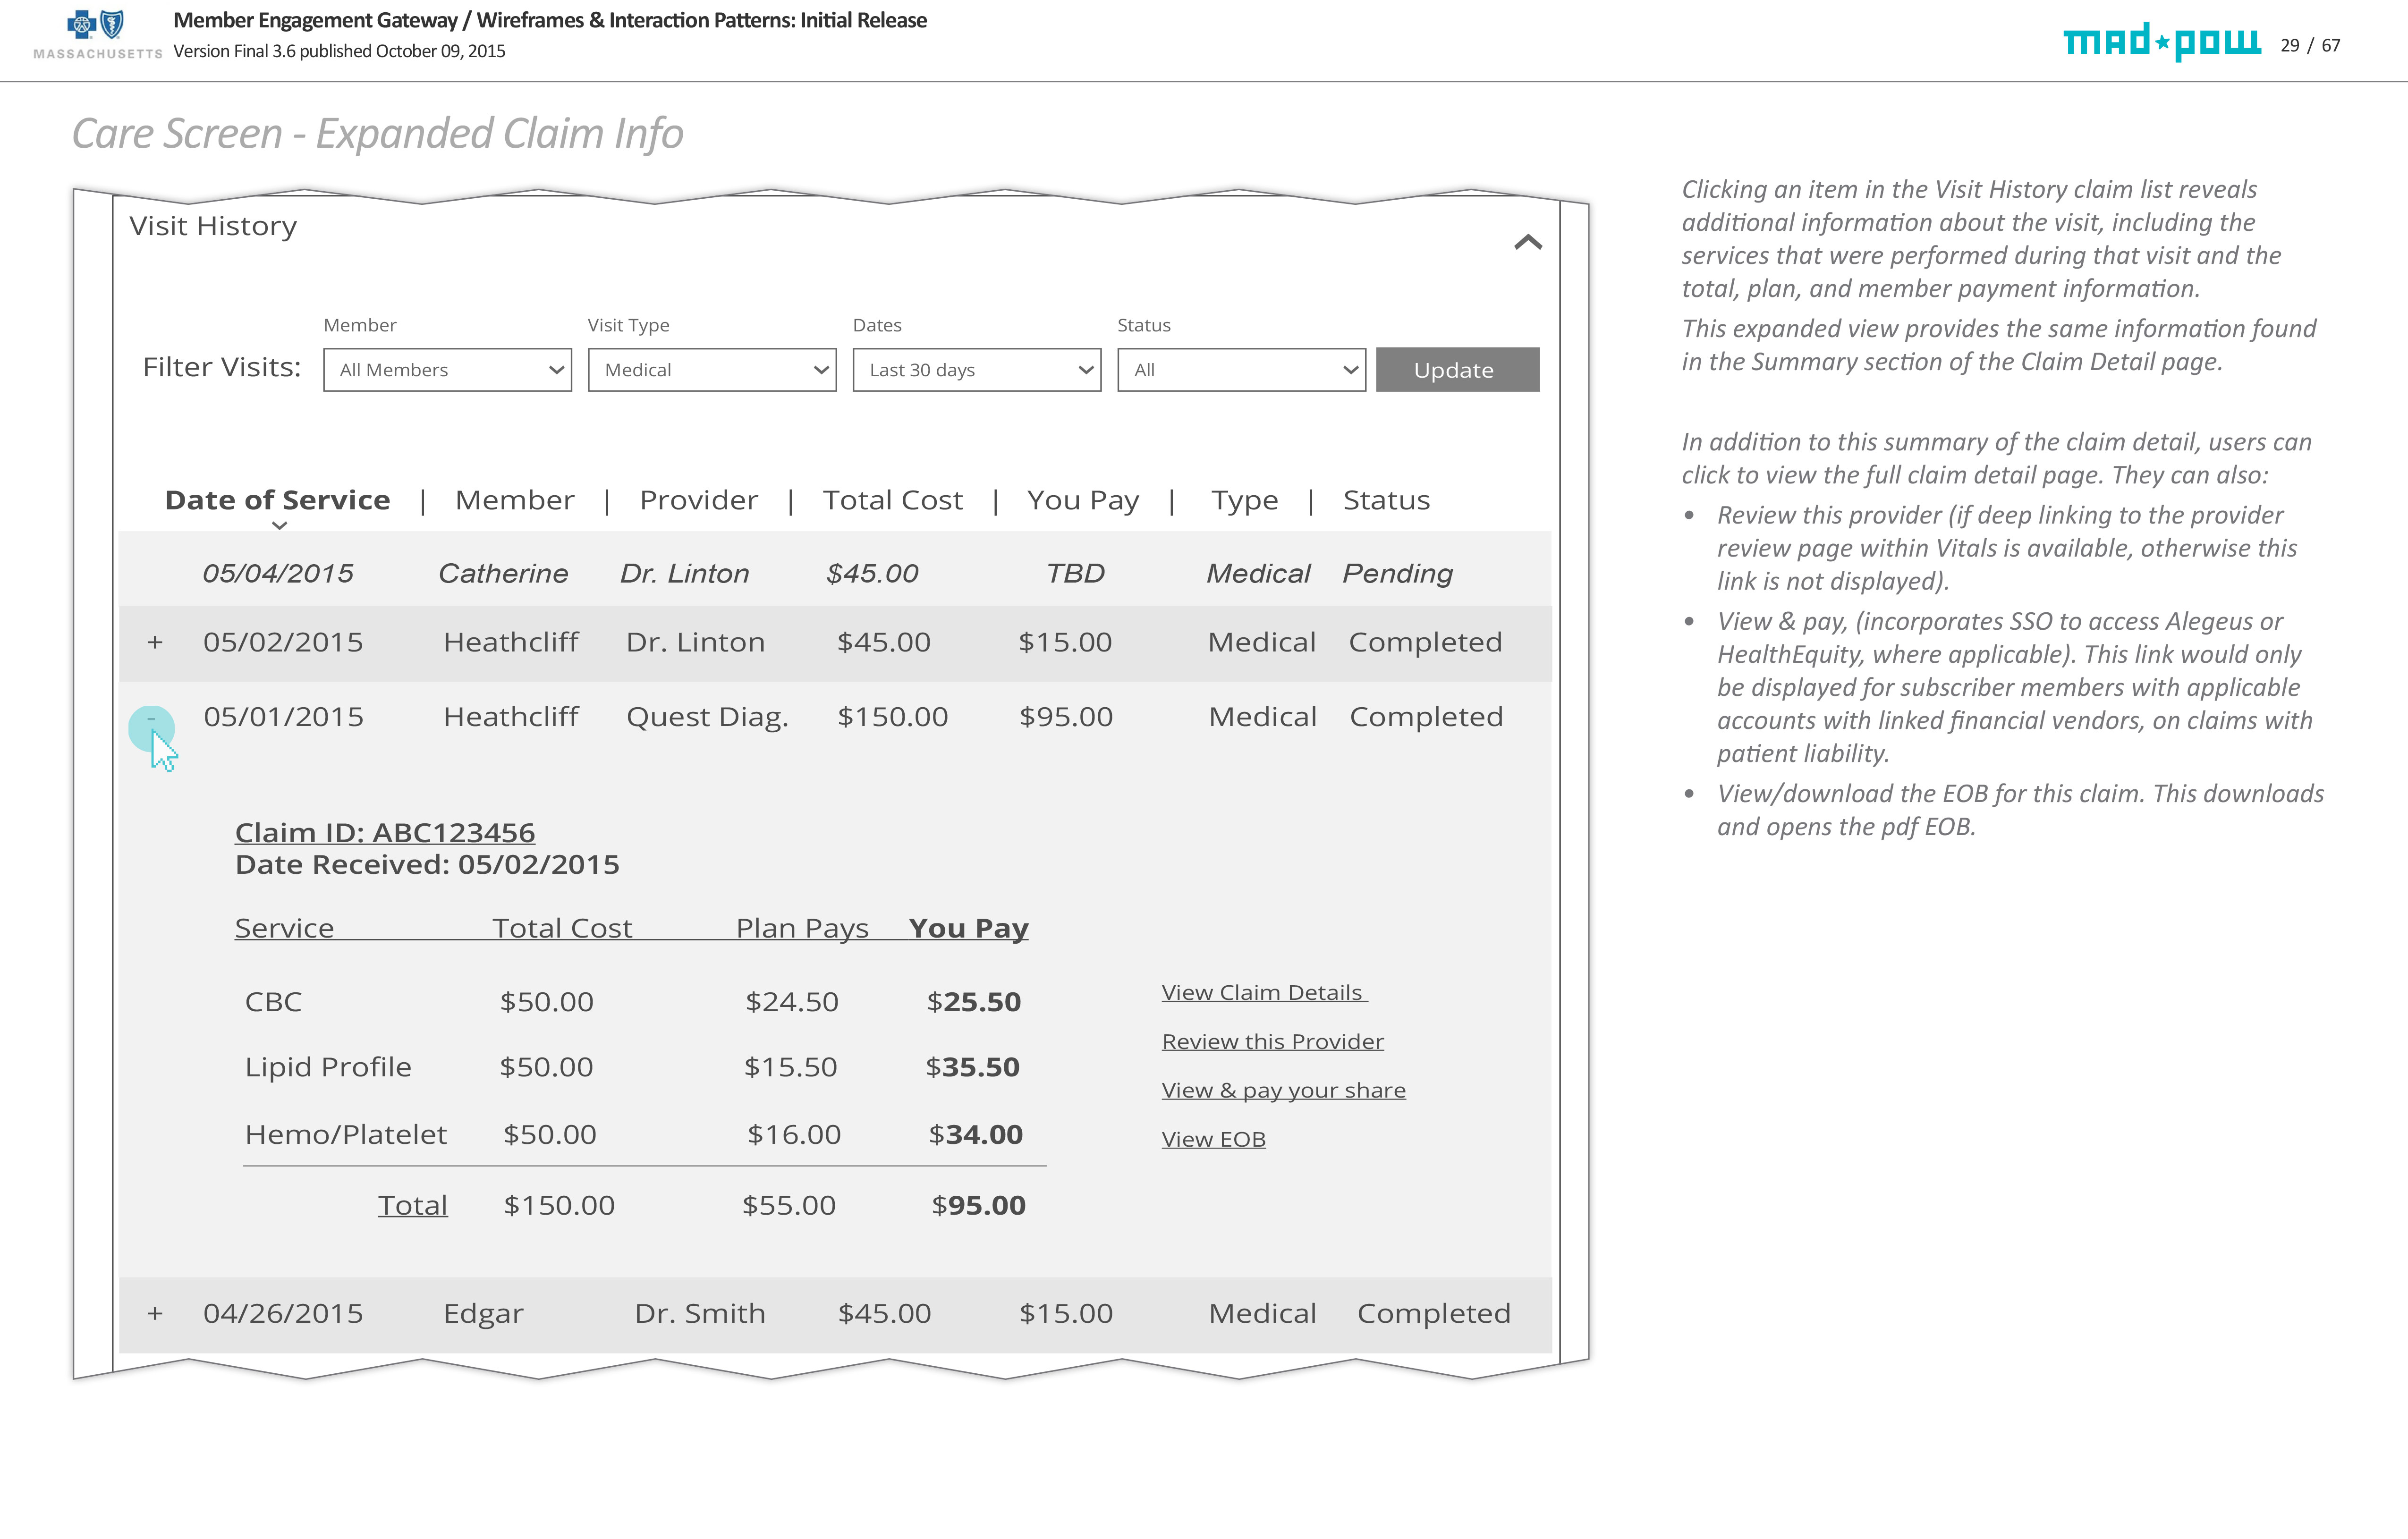 Member Engagement Gateway / Wireframes & Interaction Patterns: Initial Release
MASSACHUSETTS
Version Final 3.6 published October 09, 2015
mad*pow
29 / 67
Care Screen - Expanded Claim Info
Visit History
Member Visit Type Dates Status
Filter Visits: All Members Medical Last 30 days All Update
Date of Service | Member | Provider | Total Cost | You Pay | Type | Status
05/04/2015 Catherine Dr. Linton $45.00 TBD Medical Pending
+ 05/02/2015 Heathcliff Dr. Linton $45.00 $15.00 Medical Completed
- 05/01/2015 Heathcliff Quest Diag. $150.00 $95.00 Medical Completed
Claim ID: ABC123456
Date Received: 05/02/2015
Service Total Cost Plan Pays You Pay
CBC $50.00 $24.50 $25.50
Lipid Profile $50.00 $15.50 $35.50
Hemo/Platelet $50.00 $16.00 $34.00
Total $150.00 $55.00 $95.00
View Claim Details
Review this Provider
View & pay your share
View EOB
+ 04/26/2015 Edgar Dr. Smith $45.00 $15.00 Medical Completed
Clicking an item in the Visit History claim list reveals
additional information about the visit, including the
services that were performed during that visit and the
total, plan, and member payment information.
This expanded view provides the same information found
in the Summary section of the Claim Detail page.
In addition to this summary of the claim detail, users can
click to view the full claim detail page. They can also:
• Review this provider (if deep linking to the provider
review page within Vitals is available, otherwise this
link is not displayed).
• View & pay, (incorporates SSO to access Alegeus or
HealthEquity, where applicable). This link would only
be displayed for subscriber members with applicable
accounts with linked financial vendors, on claims with
patient liability.
• View/download the EOB for this claim. This downloads
and opens the pdf EOB.